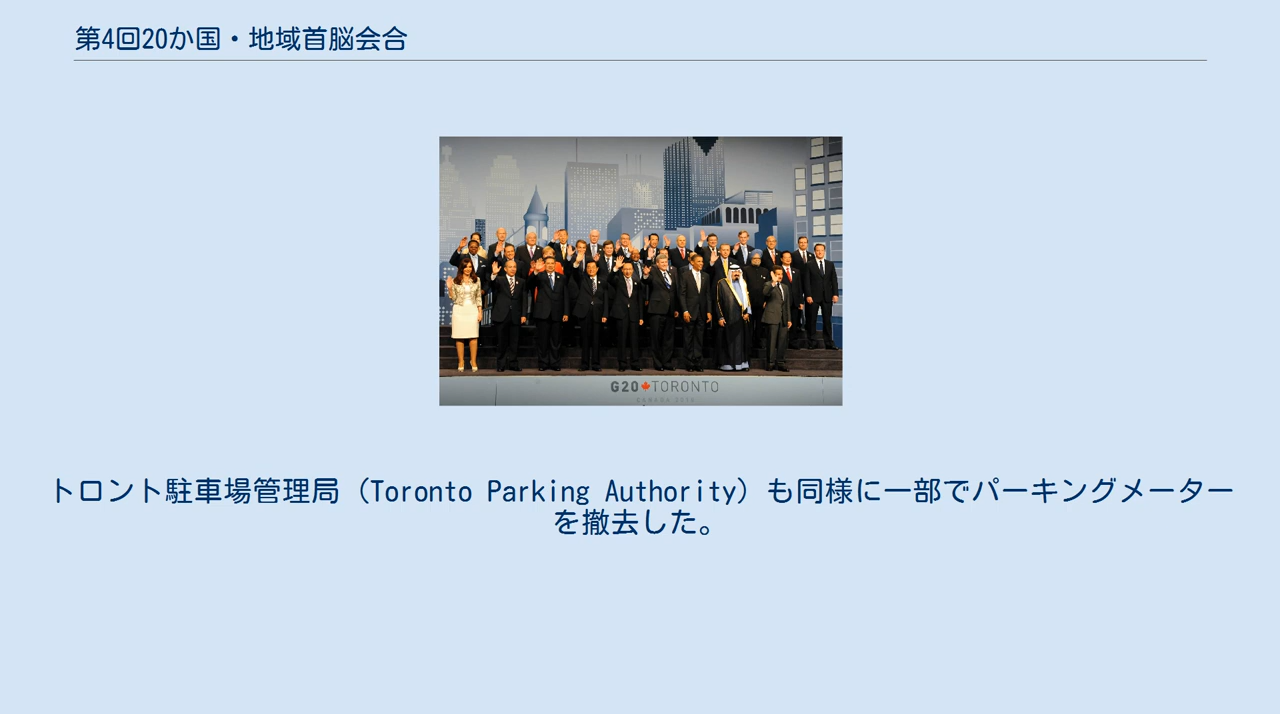 第4回20か国・地域首脳会合
G20 TORONTO
CANADA 2010
トロント駐車場管理局（Toronto Parking Authority）も同様に一部でパーキングメーター
を撤去した。